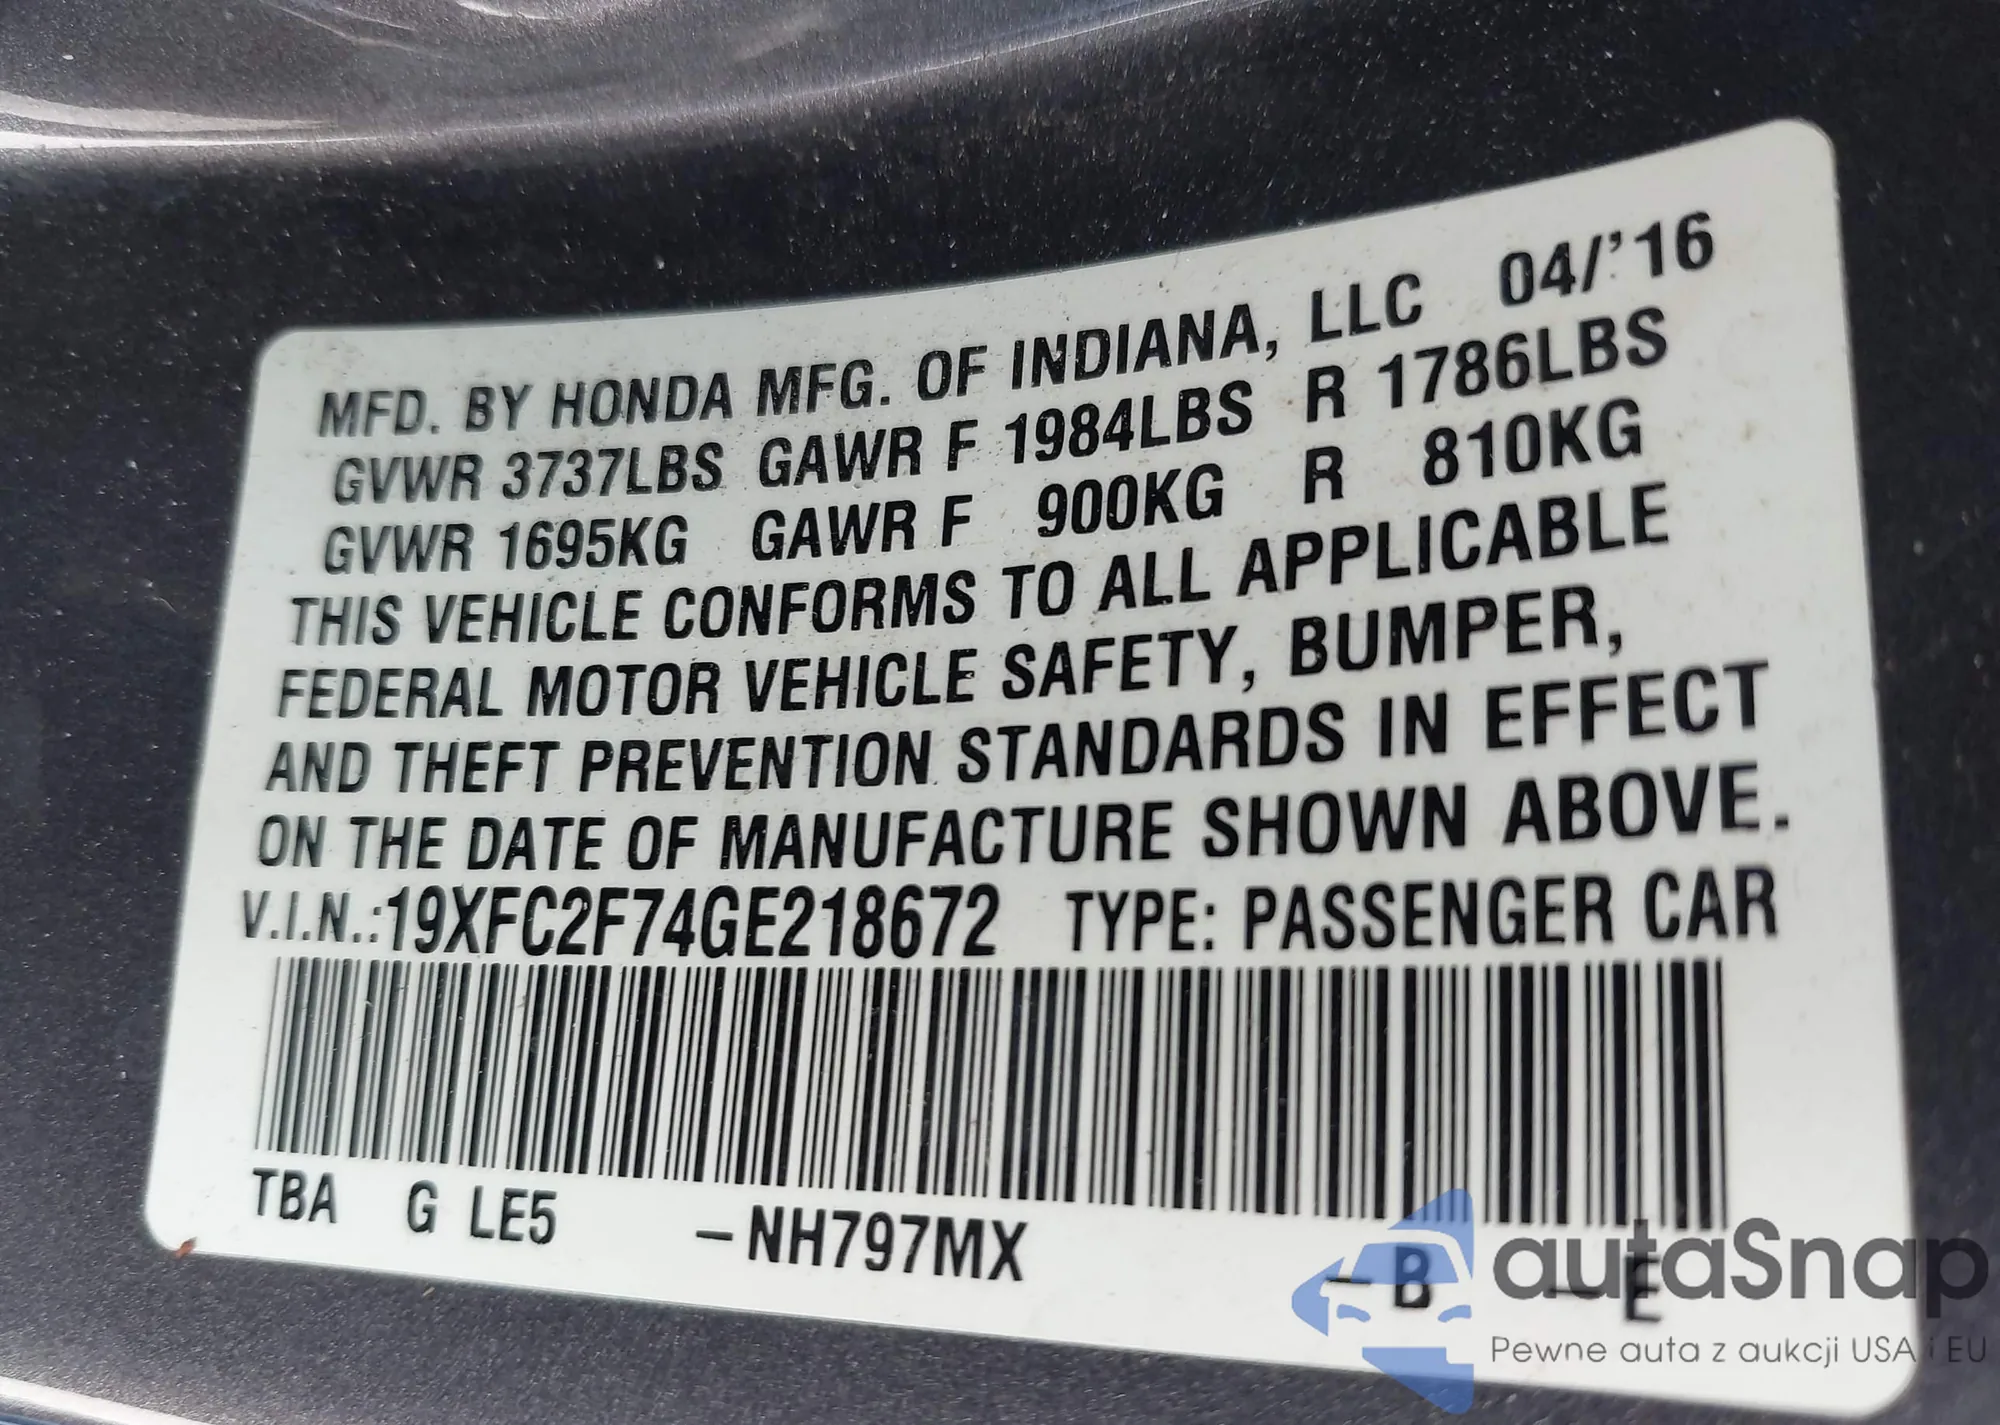 MFD. BY HONDA MFG. OF INDIANA, LLC 04/'16
GVWR 3737LBS GAWR F 1984LBS R 1786LBS
GVWR 1695KG GAWR F 900KG R 810KG
THIS VEHICLE CONFORMS TO ALL APPLICABLE
FEDERAL MOTOR VEHICLE SAFETY, BUMPER,
AND THEFT PREVENTION STANDARDS IN EFFECT
ON THE DATE OF MANUFACTURE SHOWN ABOVE.
V.I.N.:19XFC2F74GE218672 TYPE: PASSENGER CAR
TBA G LE5 –NH797MX –B –E
autaSnap
Pewne auta z aukcji USA i EU